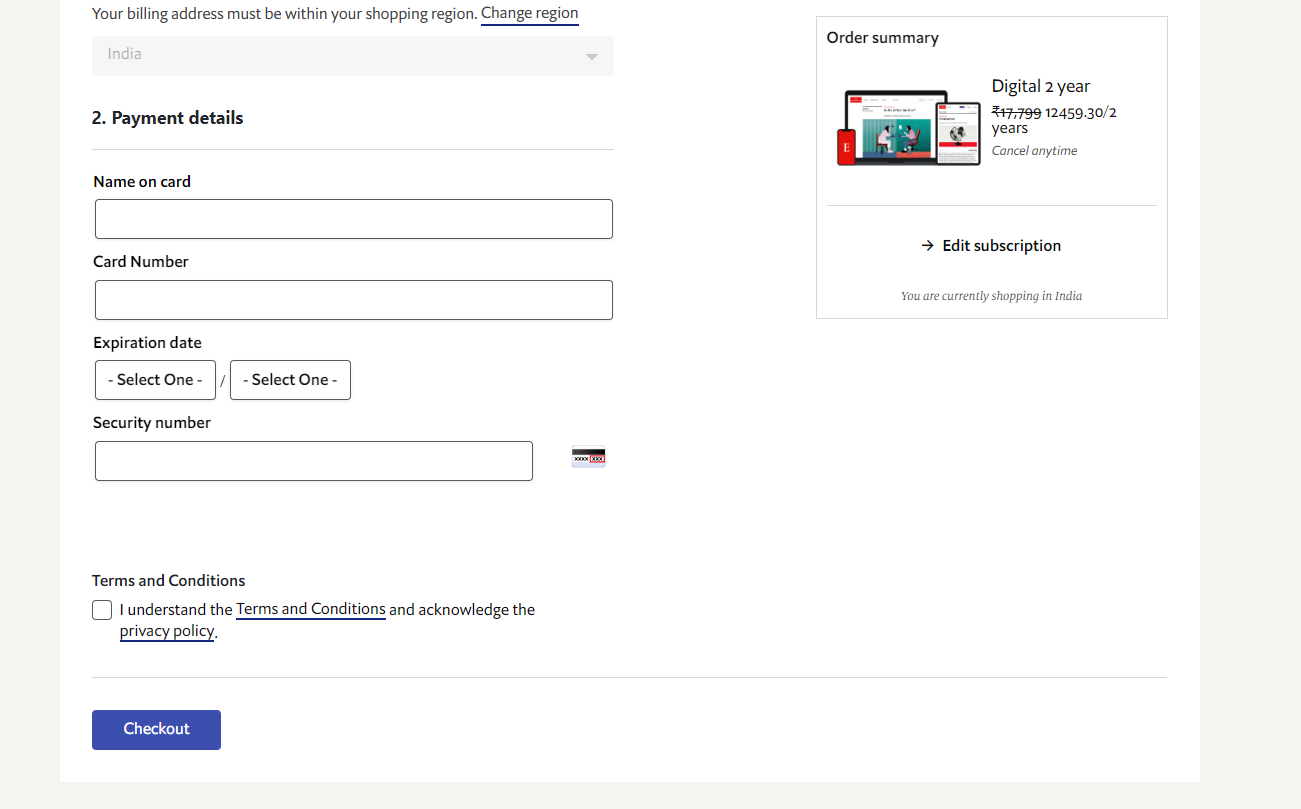 Your billing address must be within your shopping region. Change region
India
2. Payment details
Name on card
Card Number
Expiration date
- Select One - / - Select One -
Security number
XXXX XXX
Terms and Conditions
I understand the Terms and Conditions and acknowledge the
privacy policy.
Checkout
Order summary
E
Digital 2 year
₹17,799 12459.30/2
years
Cancel anytime
→ Edit subscription
You are currently shopping in India